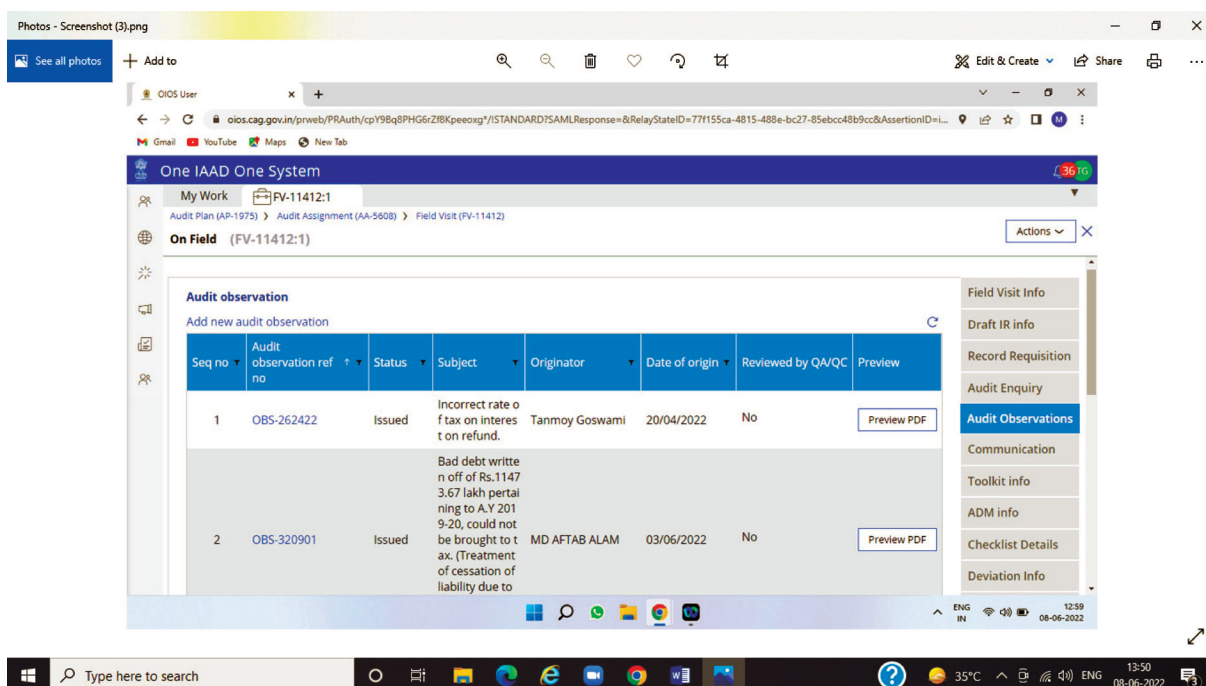 Photos - Screenshot (3).png
See all photos
Add to
Edit & Create
Share
OIOS User
oios.cag.gov.in/prweb/PRAuth/cpY9Bq8PHG6rZf8Kpeeoxg*/!STANDARD?SAMLResponse=&RelayStateID=77f155ca-4815-488e-bc27-85ebcc48b9cc&AssertionID=i...
M
Gmail YouTube Maps New Tab
One IAAD One System
36 TG
My Work FV-11412:1
Audit Plan (AP-1975) Audit Assignment (AA-5608) Field Visit (FV-11412)
On Field (FV-11412:1)
Actions
Audit observation
Add new audit observation
Seq no
Audit
observation ref
no
Status
Subject
Originator
Date of origin
Reviewed by QA/QC
Preview
1
OBS-262422
Issued
Incorrect rate o
f tax on interes
t on refund.
Tanmoy Goswami
20/04/2022
No
Preview PDF
2
OBS-320901
Issued
Bad debt writte
n off of Rs.1147
3.67 lakh pertai
ning to A.Y 201
9-20, could not
be brought to t
ax. (Treatment
of cessation of
liability due to
MD AFTAB ALAM
03/06/2022
No
Preview PDF
Field Visit Info
Draft IR info
Record Requisition
Audit Enquiry
Audit Observations
Communication
Toolkit info
ADM info
Checklist Details
Deviation Info
ENG
IN
12:59
08-06-2022
Type here to search
35°C
ENG
13:50
08-06-2022
3